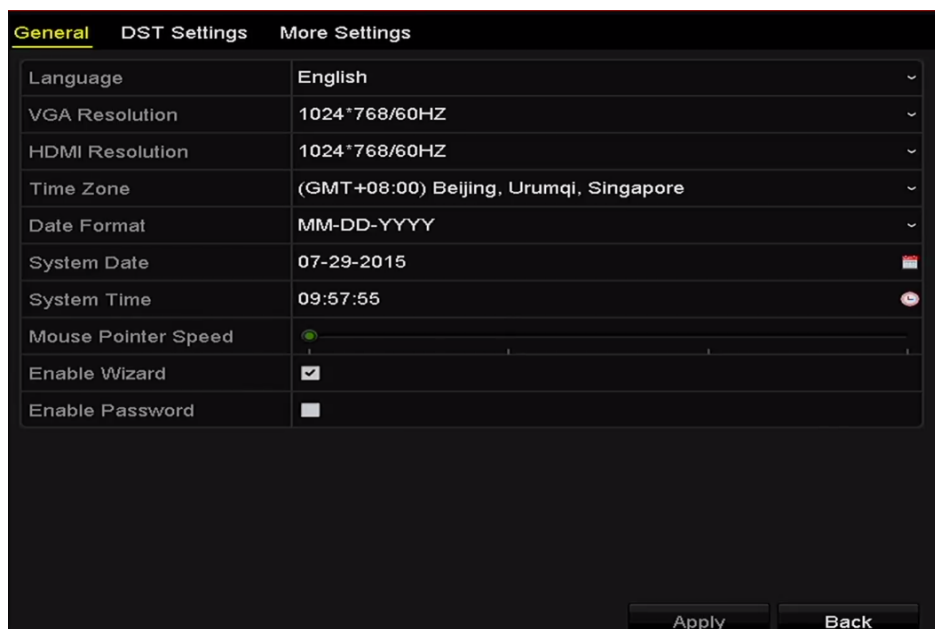 General DST Settings More Settings
Language English
VGA Resolution 1024*768/60HZ
HDMI Resolution 1024*768/60HZ
Time Zone (GMT+08:00) Beijing, Urumqi, Singapore
Date Format MM-DD-YYYY
System Date 07-29-2015
System Time 09:57:55
Mouse Pointer Speed
Enable Wizard
Enable Password
Apply Back